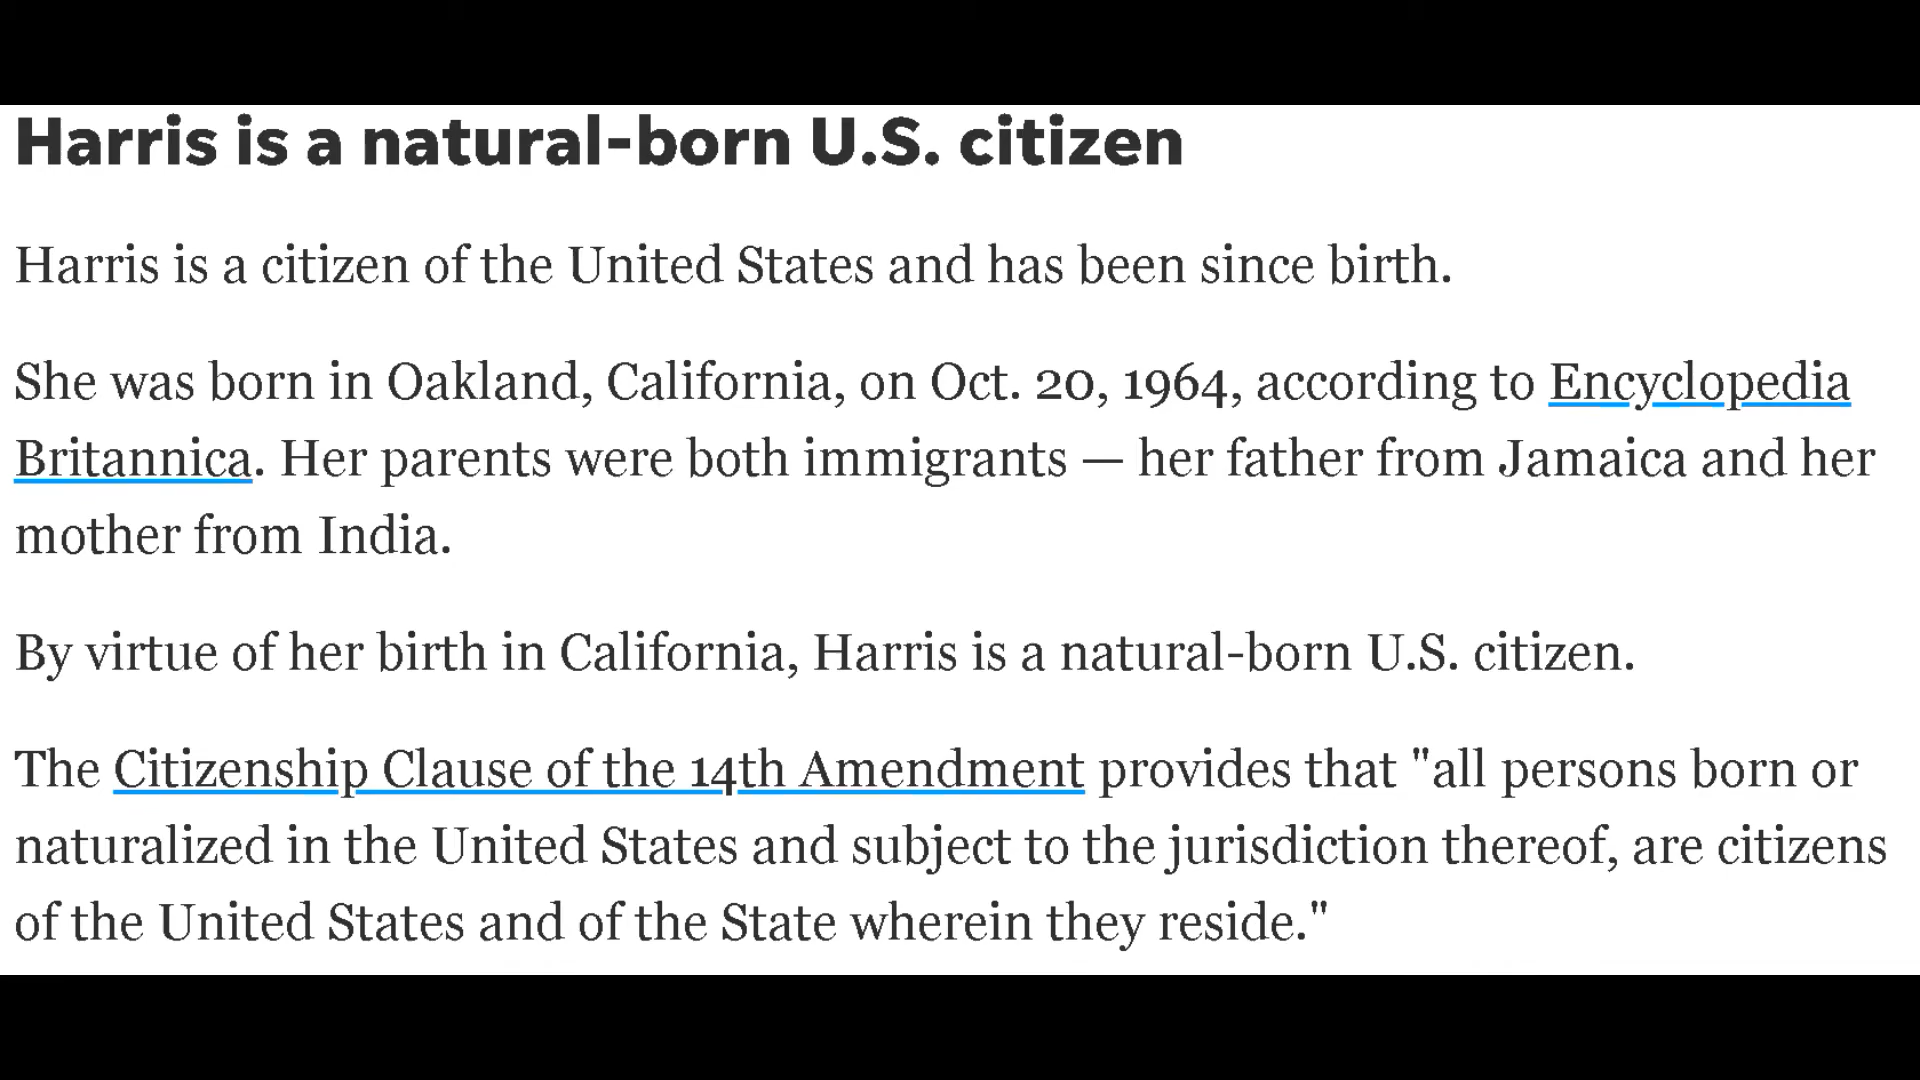 Harris is a natural-born U.S. citizen
Harris is a citizen of the United States and has been since birth.
She was born in Oakland, California, on Oct. 20, 1964, according to Encyclopedia
Britannica. Her parents were both immigrants — her father from Jamaica and her
mother from India.
By virtue of her birth in California, Harris is a natural-born U.S. citizen.
The Citizenship Clause of the 14th Amendment provides that "all persons born or
naturalized in the United States and subject to the jurisdiction thereof, are citizens
of the United States and of the State wherein they reside."